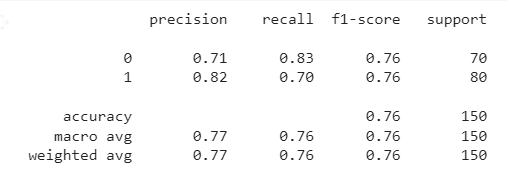 precision recall f1-score support
0 0.71 0.83 0.76 70
1 0.82 0.70 0.76 80
accuracy 0.76 150
macro avg 0.77 0.76 0.76 150
weighted avg 0.77 0.76 0.76 150